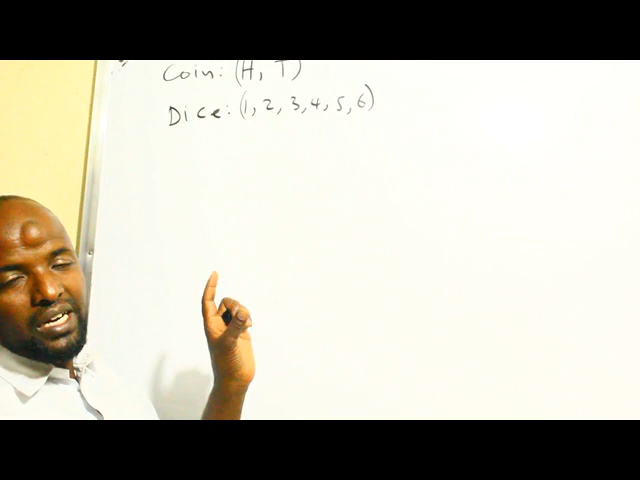 Coin: (H, T)
Dice: (1, 2, 3, 4, 5, 6)